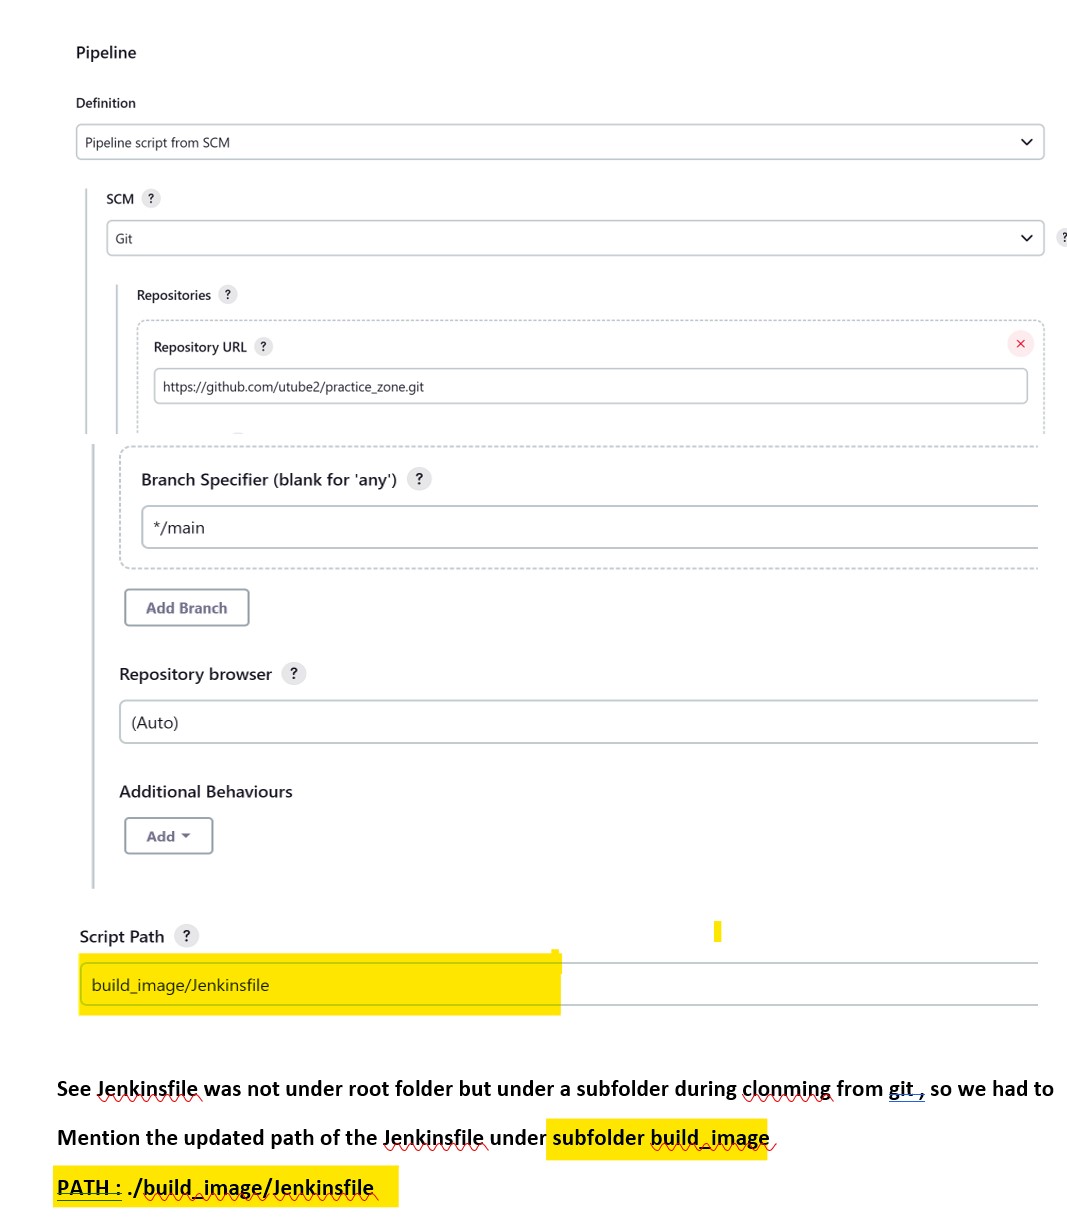 Pipeline
Definition
Pipeline script from SCM
SCM ?
Git
?
Repositories ?
Repository URL ?
https://github.com/utube2/practice_zone.git
Branch Specifier (blank for 'any') ?
*/main
Add Branch
Repository browser ?
(Auto)
Additional Behaviours
Add
Script Path ?
build_image/Jenkinsfile
See Jenkinsfile was not under root folder but under a subfolder during clonming from git , so we had to
Mention the updated path of the Jenkinsfile under subfolder build_image
PATH : ./build_image/Jenkinsfile